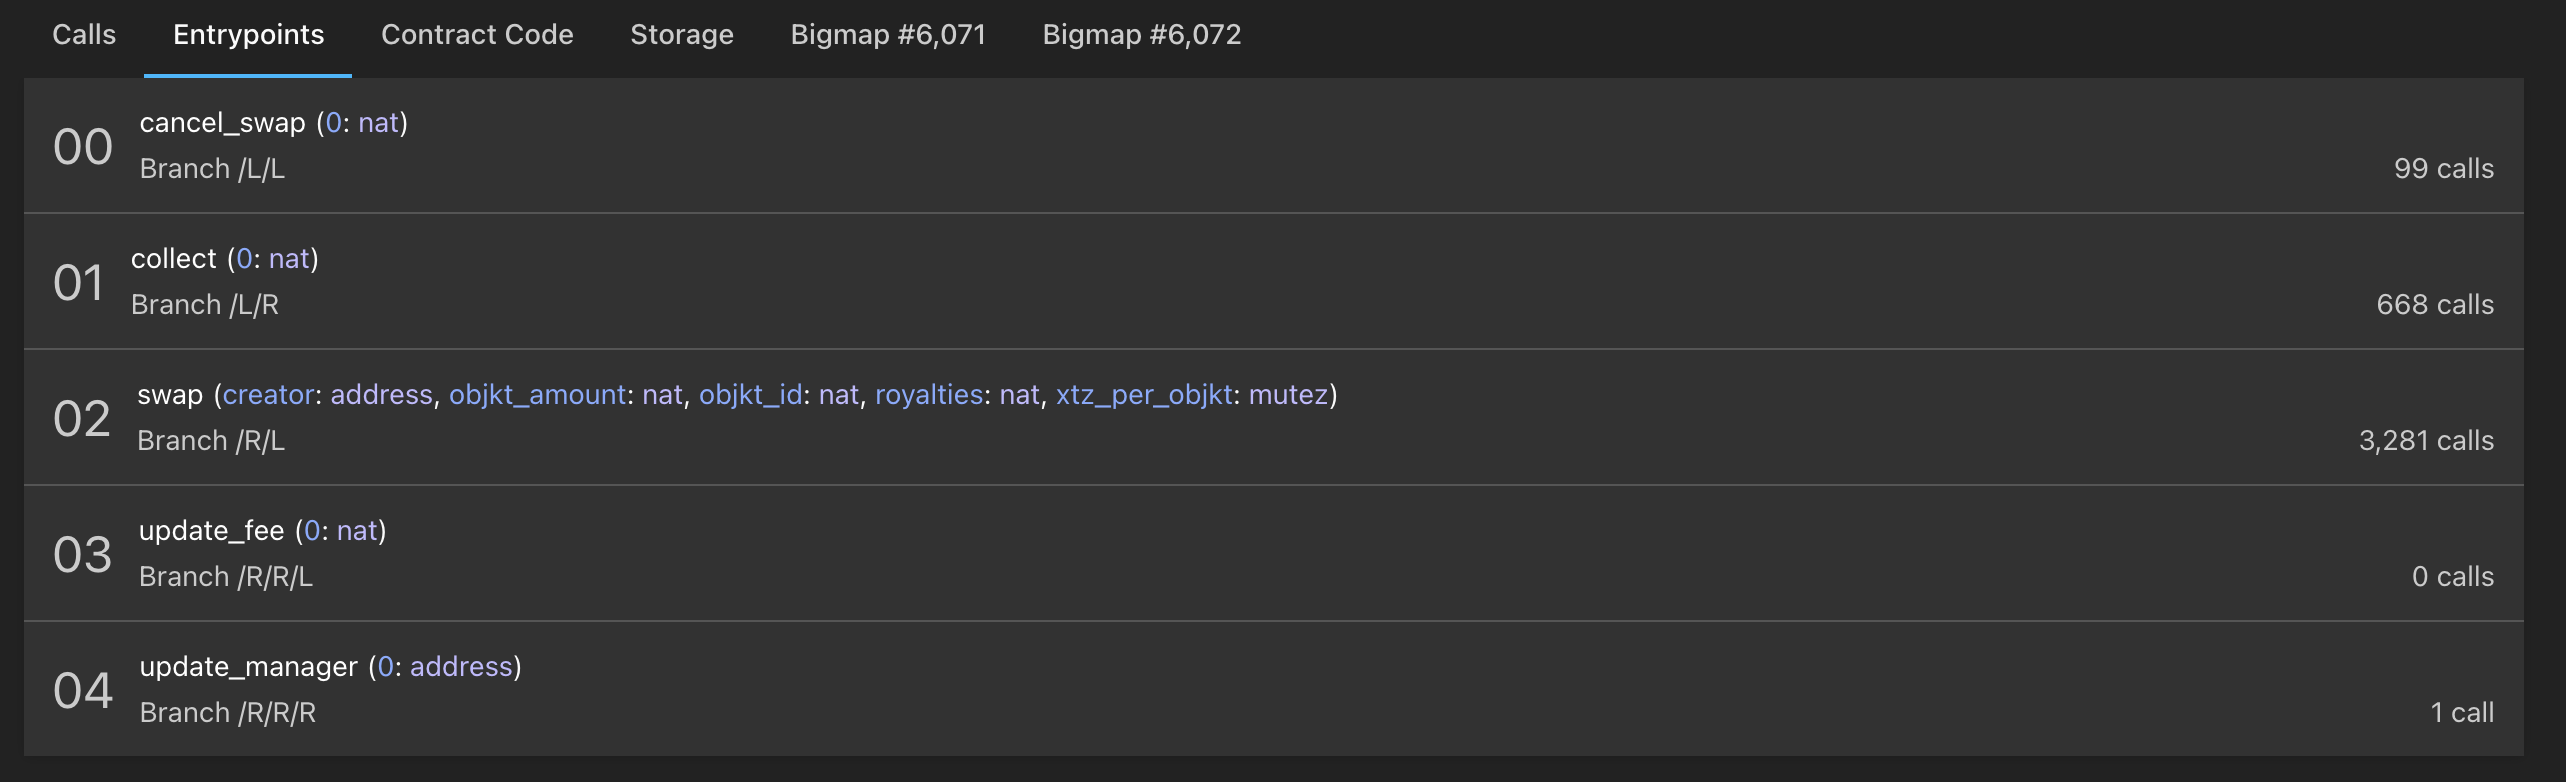 Calls Entrypoints Contract Code Storage Bigmap #6,071 Bigmap #6,072
00 cancel_swap (0: nat)
Branch /L/L 99 calls
01 collect (0: nat)
Branch /L/R 668 calls
02 swap (creator: address, objkt_amount: nat, objkt_id: nat, royalties: nat, xtz_per_objkt: mutez)
Branch /R/L 3,281 calls
03 update_fee (0: nat)
Branch /R/R/L 0 calls
04 update_manager (0: address)
Branch /R/R/R 1 call